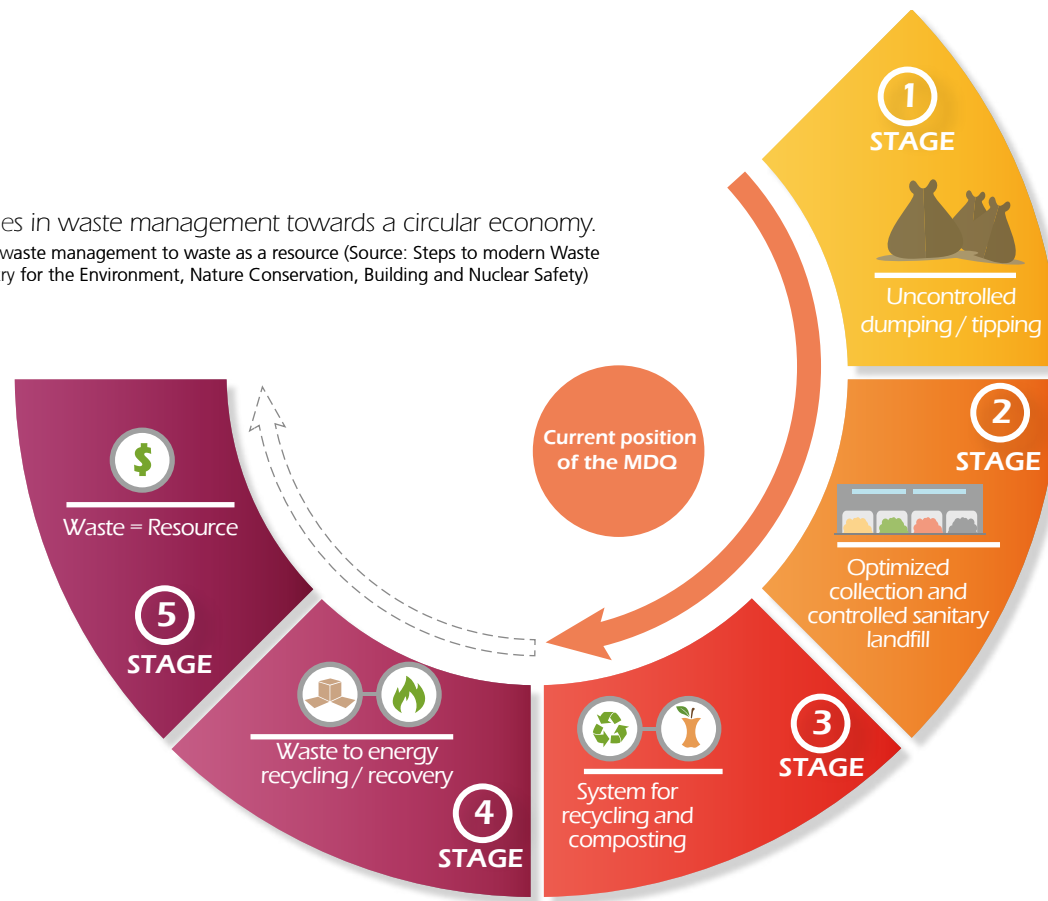 es in waste management towards a circular economy.
waste management to waste as a resource (Source: Steps to modern Waste
ry for the Environment, Nature Conservation, Building and Nuclear Safety)
1
STAGE
Uncontrolled
dumping / tipping
2
STAGE
Optimized
collection and
controlled sanitary
landfill
3
STAGE
System for
recycling and
composting
4
STAGE
Waste to energy
recycling / recovery
5
STAGE
$
Waste = Resource
Current position
of the MDQ